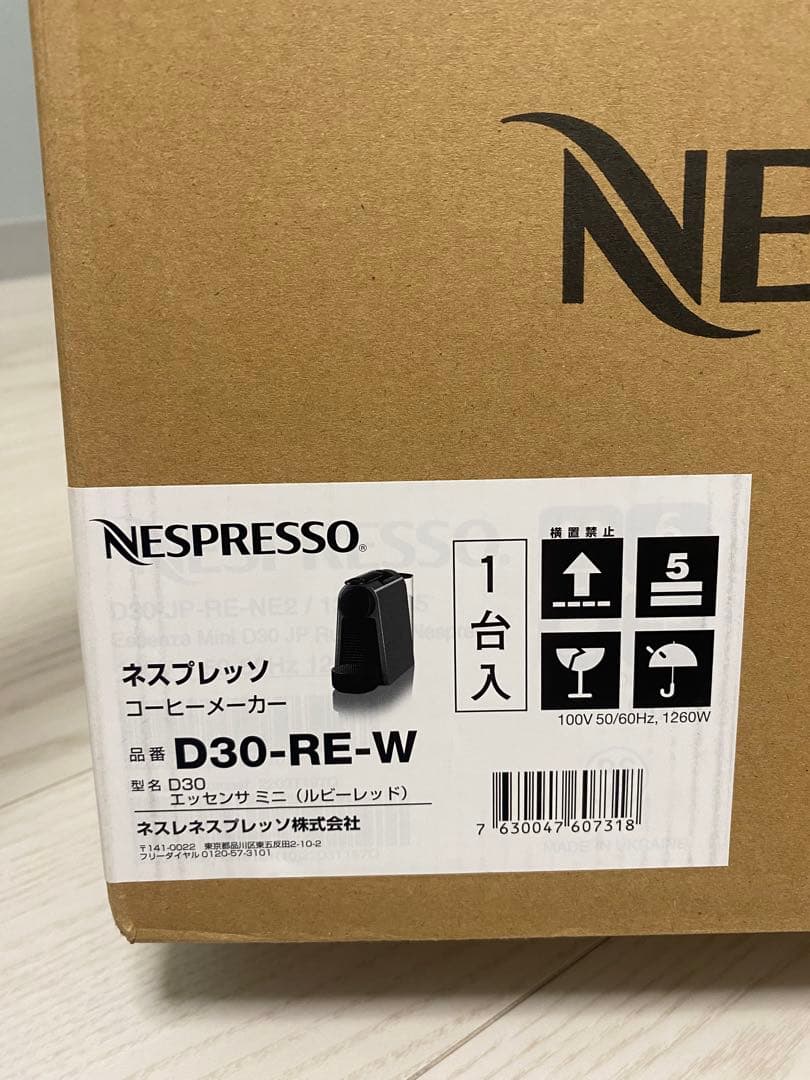 NE
NESPRESSO®
1台入
横置禁止
5
ネスプレッソ
コーヒーメーカー
100V 50/60Hz, 1260W
品番 D30-RE-W
型名 D30
エッセンサ ミニ（ルビーレッド）
ネスレネスプレッソ株式会社
〒141-0022 東京都品川区東五反田2-10-2
フリーダイヤル 0120-57-3101
7 630047 607318
MADE IN UKRAINE